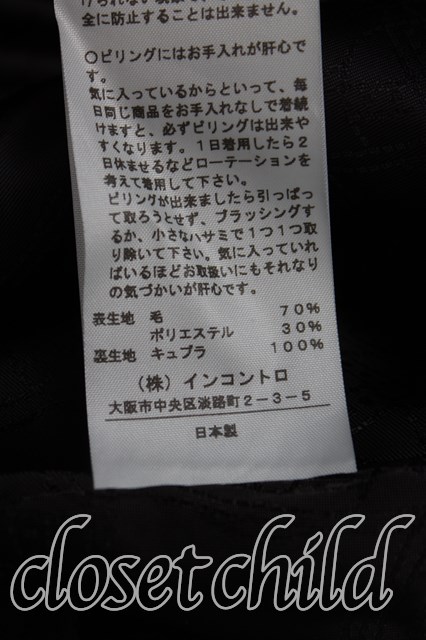 全に防止することは出来ません。
○ピリングにはお手入れが肝心で
す。
気に入っているからといって、毎
日同じ商品をお手入れなしで着続
けますと、必ずピリングは出来や
すくなります。1日着用したら2
日休ませるなどローテーションを
考えて着用して下さい。
ピリングが出来ましたら引っぱっ
て取ろうとせず、ブラッシングす
るか、小さなハサミで1つ1つ取
り除いて下さい。気に入っていれ
ばいるほどお取扱いにもそれなり
の気づかいが肝心です。
表生地 毛 70%
ポリエステル 30%
裏生地 キュプラ 100%
(株)インコントロ
大阪市中央区淡路町2-3-5
日本製
closet child